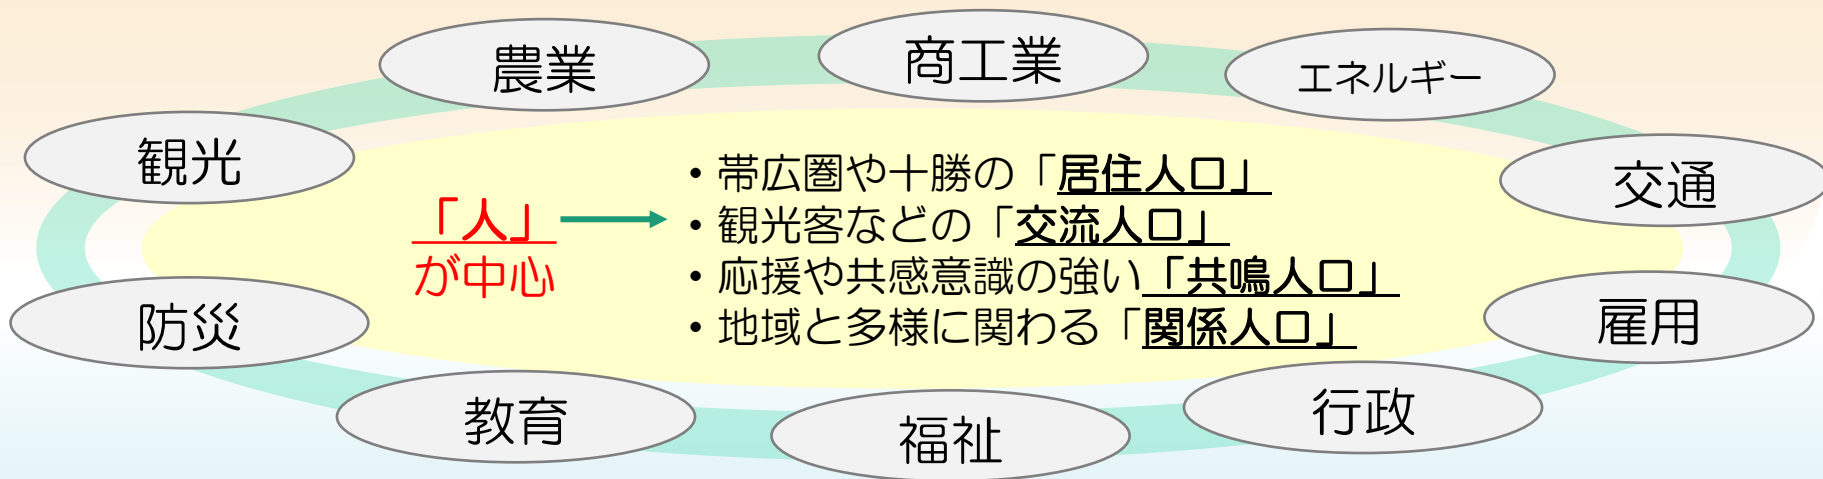 農業
商工業
エネルギー
観光
交通
「人」
が中心
・帯広圏や十勝の「居住人口」
・観光客などの「交流人口」
・応援や共感意識の強い「共鳴人口」
・地域と多様に関わる「関係人口」
防災
雇用
教育
福祉
行政